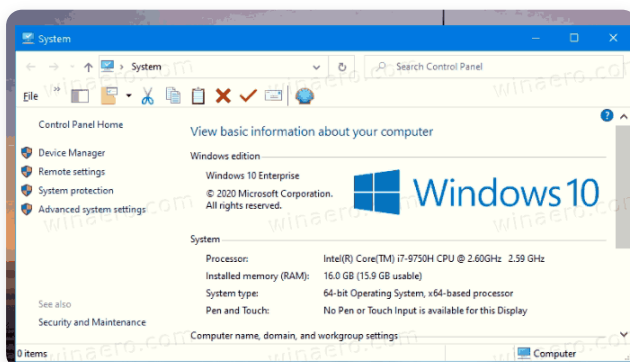 System
System
Search Control Panel
File
Control Panel Home
Device Manager
Remote settings
System protection
Advanced system settings
See also
Security and Maintenance
View basic information about your computer
Windows edition
Windows 10 Enterprise
© 2020 Microsoft Corporation.
All rights reserved.
Windows 10
System
Processor: Intel(R) Core(TM) i7-9750H CPU @ 2.60GHz 2.59 GHz
Installed memory (RAM): 16.0 GB (15.9 GB usable)
System type: 64-bit Operating System, x64-based processor
Pen and Touch: No Pen or Touch Input is available for this Display
Computer name, domain, and workgroup settings
0 items
Computer
winaero.com